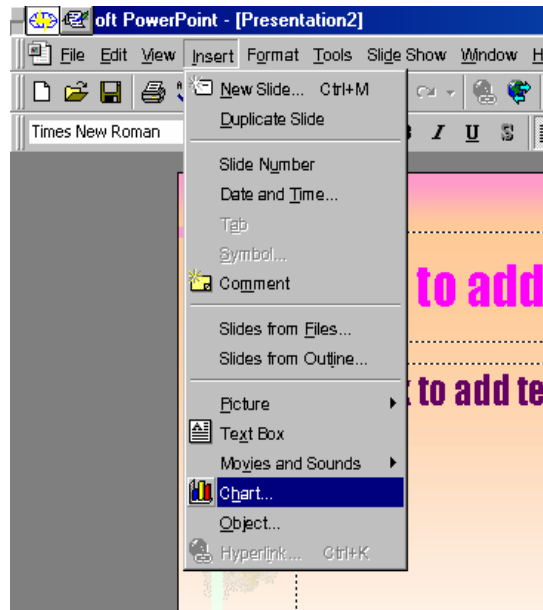 oft PowerPoint - [Presentation2]
File Edit View Insert Format Tools Slide Show Window H
Times New Roman I U S
New Slide... Ctrl+M
Duplicate Slide
Slide Number
Date and Time...
Tab
Symbol...
Comment
to add
Slides from Files...
Slides from Outline...
to add te
Picture
Text Box
Movies and Sounds
Chart...
Object...
Hyperlink... Ctrl+K